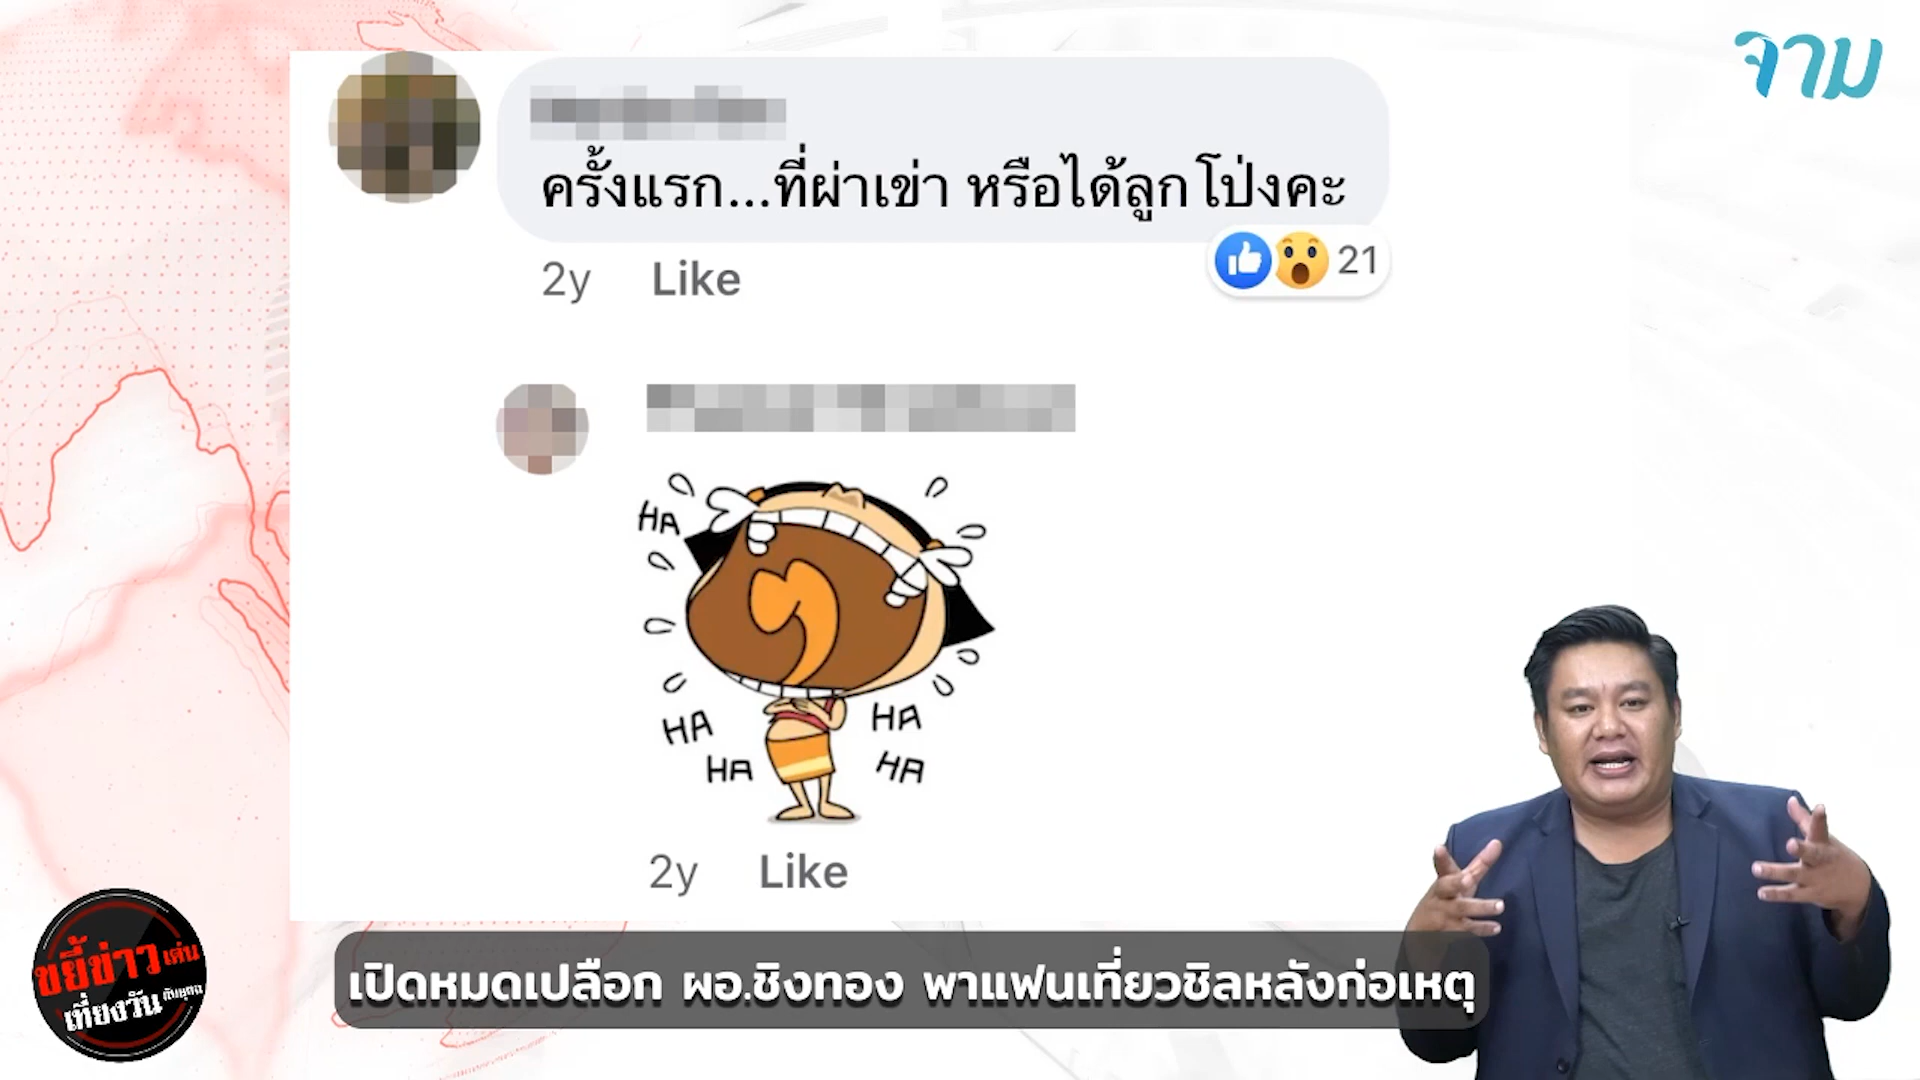 จาม
ครั้งแรก...ที่ผ่าเข่า หรือได้ลูกโป่งคะ
21
2y Like
HA
HA
HA
HA
HA
2y Like
ขยี้ข่าวเด่น
เที่ยงวัน
เปิดหมดเปลือก ผอ.ชิงทอง พาแฟนเที่ยวชิลหลังก่อเหตุ